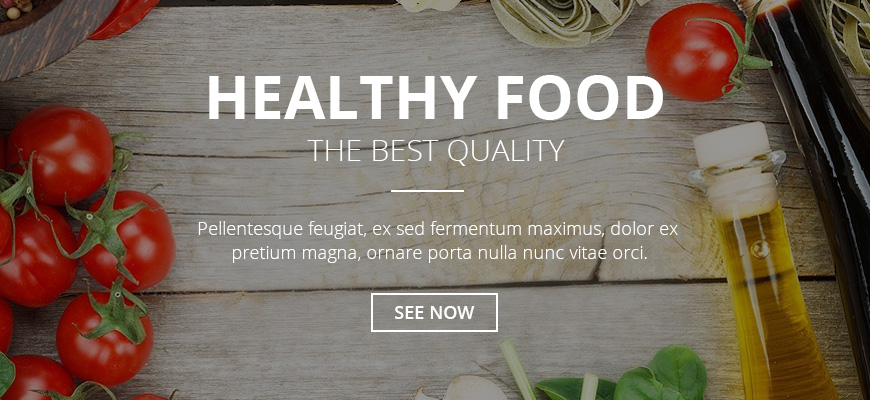 HEALTHY FOOD
THE BEST QUALITY
Pellentesque feugiat, ex sed fermentum maximus, dolor ex
pretium magna, ornare porta nulla nunc vitae orci.
SEE NOW